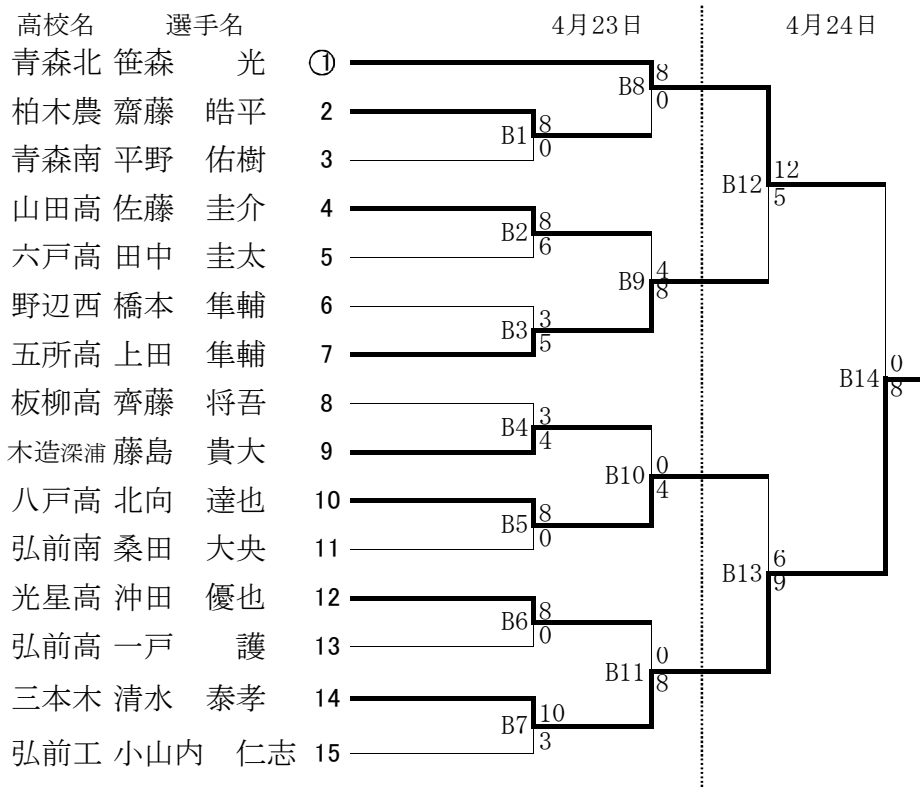 高校名 選手名 4月23日 4月24日
青森北 笹森 光 ①
柏木農 齋藤 皓平 2
青森南 平野 佑樹 3
山田高 佐藤 圭介 4
六戸高 田中 圭太 5
野辺西 橋本 隼輔 6
五所高 上田 隼輔 7
板柳高 齊藤 将吾 8
木造深浦 藤島 貴大 9
八戸高 北向 達也 10
弘前南 桑田 大央 11
光星高 沖田 優也 12
弘前高 一戸 護 13
三本木 清水 泰孝 14
弘前工 小山内 仁志 15
B1 8 0
B2 8 6
B3 3 5
B4 3 4
B5 8 0
B6 8 0
B7 10 3
B8 8 0
B9 4 8
B10 0 4
B11 0 8
B12 12 5
B13 6 9
B14 0 8